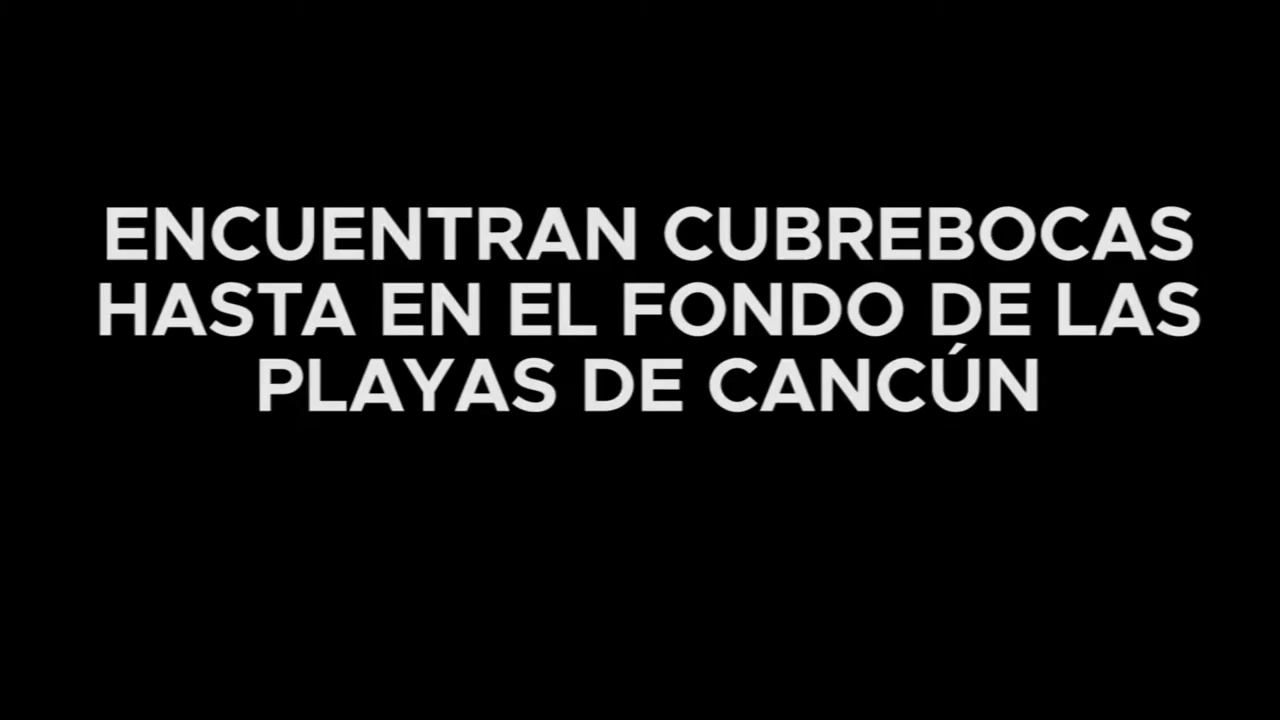 ENCUENTRAN CUBREBOCAS
HASTA EN EL FONDO DE LAS
PLAYAS DE CANCÚN